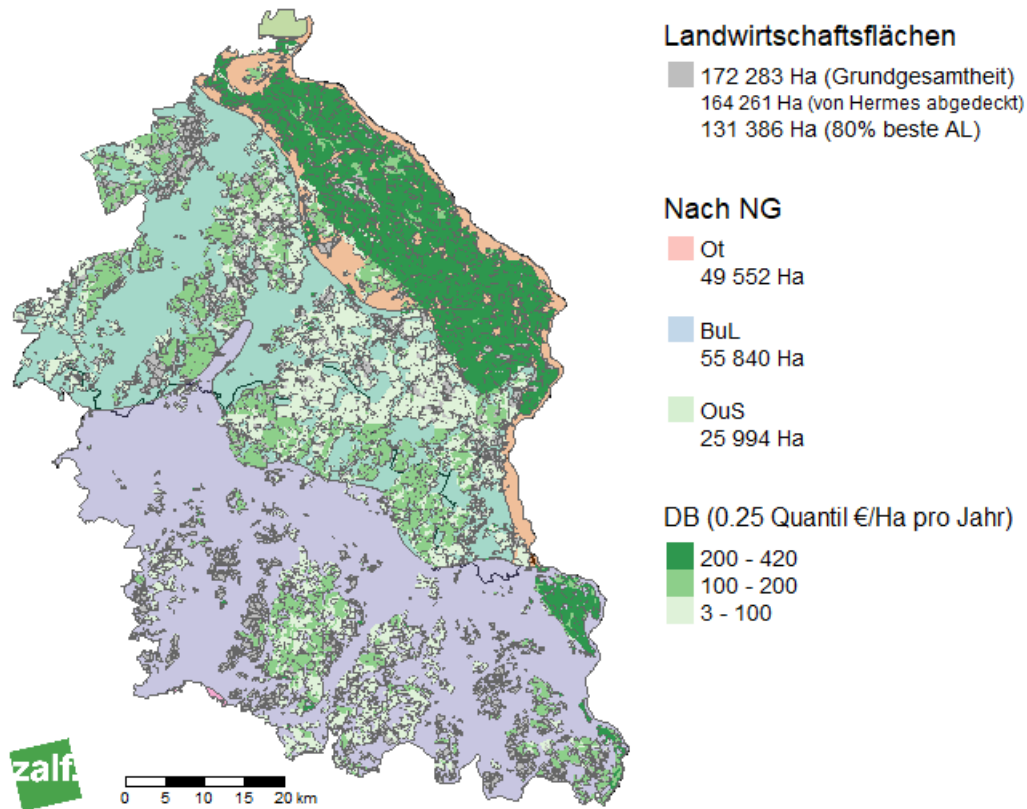 Landwirtschaftsflächen
172 283 Ha (Grundgesamtheit)
164 261 Ha (von Hermes abgedeckt)
131 386 Ha (80% beste AL)
Nach NG
Ot
49 552 Ha
BuL
55 840 Ha
OuS
25 994 Ha
DB (0.25 Quantil €/Ha pro Jahr)
200 - 420
100 - 200
3 - 100
zalf
0 5 10 15 20 km